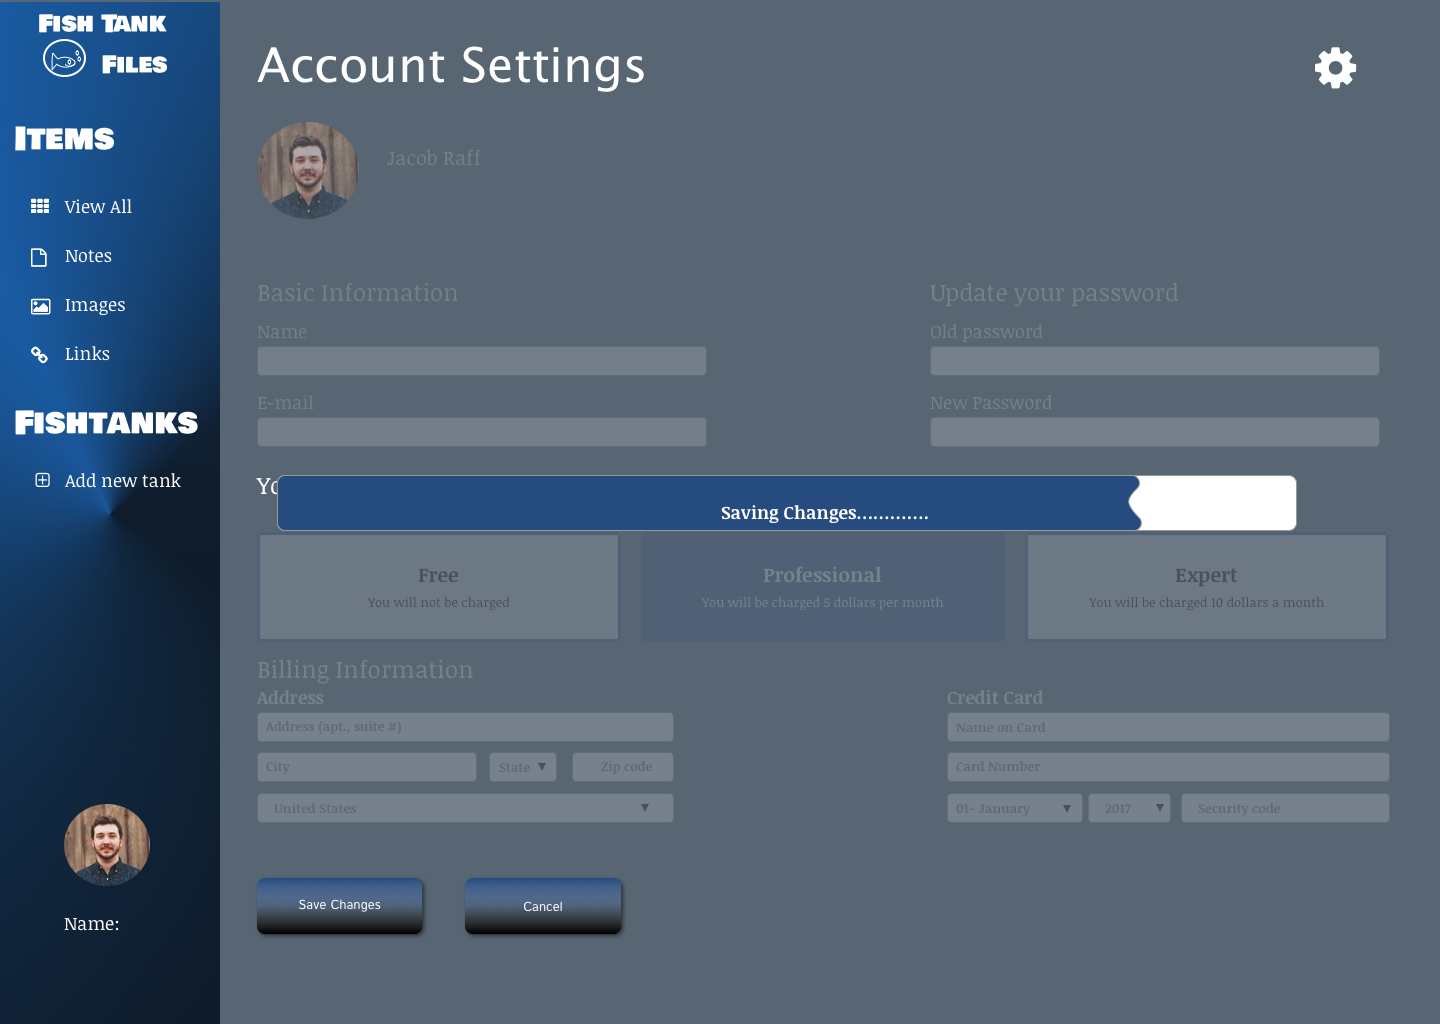 Fish Tank
Files
Items
View All
Notes
Images
Links
Fishtanks
Add new tank
Name:
Account Settings
Jacob Raff
Basic Information
Name
E-mail
Update your password
Old password
New Password
Saving Changes.............
Free
You will not be charged
Professional
You will be charged 5 dollars per month
Expert
You will be charged 10 dollars a month
Billing Information
Address
Address (apt., suite #)
City
State
Zip code
United States
Credit Card
Name on Card
Card Number
01- January
2017
Security code
Save Changes
Cancel